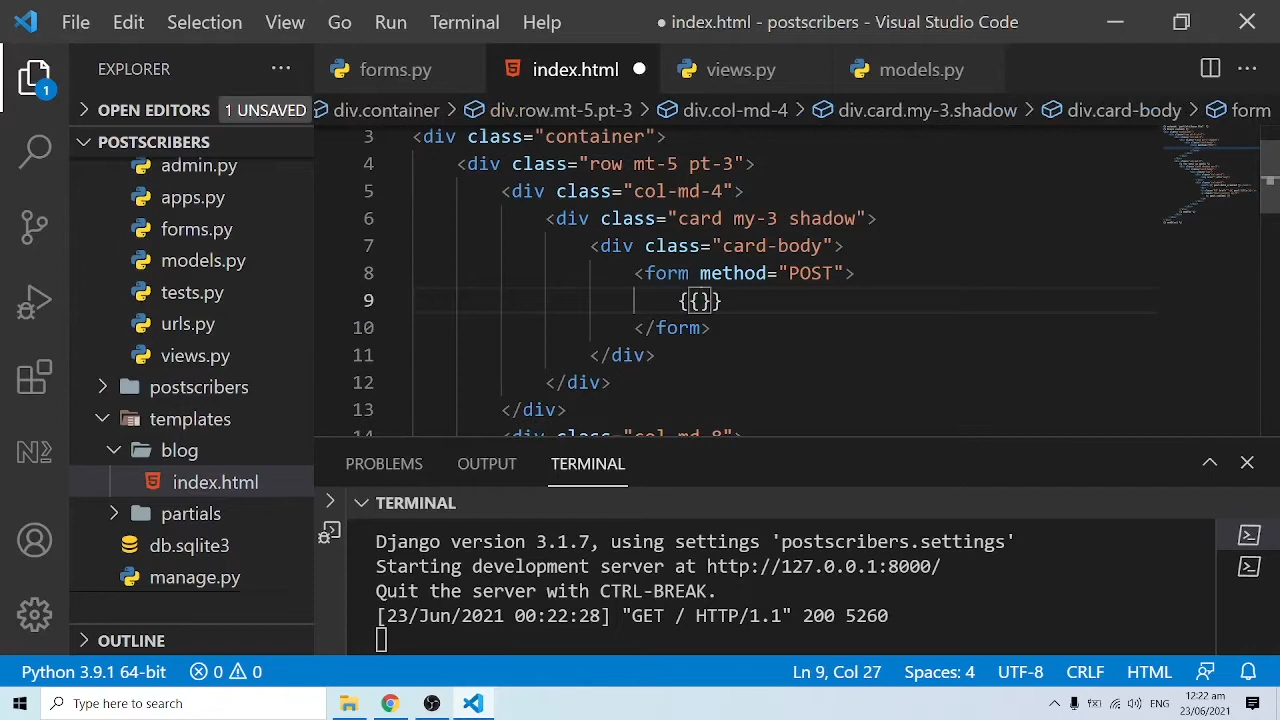 File Edit Selection View Go Run Terminal Help
● index.html - postscribers - Visual Studio Code
EXPLORER
forms.py
index.html
views.py
models.py
OPEN EDITORS
1 UNSAVED
div.container
div.row.mt-5.pt-3
div.col-md-4
div.card.my-3.shadow
div.card-body
form
1
POSTSCRIBERS
admin.py
apps.py
forms.py
models.py
tests.py
urls.py
views.py
postscribers
templates
blog
index.html
partials
db.sqlite3
manage.py
OUTLINE
3 <div class="container">
4 <div class="row mt-5 pt-3">
5 <div class="col-md-4">
6 <div class="card my-3 shadow">
7 <div class="card-body">
8 <form method="POST">
9 {{}}
10 </form>
11 </div>
12 </div>
13 </div>
14 <div class="col-md-8">
PROBLEMS OUTPUT TERMINAL
TERMINAL
Django version 3.1.7, using settings 'postscribers.settings'
Starting development server at http://127.0.0.1:8000/
Quit the server with CTRL-BREAK.
[23/Jun/2021 00:22:28] "GET / HTTP/1.1" 200 5260
Python 3.9.1 64-bit
0
0
Ln 9, Col 27
Spaces: 4
UTF-8
CRLF
HTML
Type here to search
ENG
12:22 am
23/06/2021